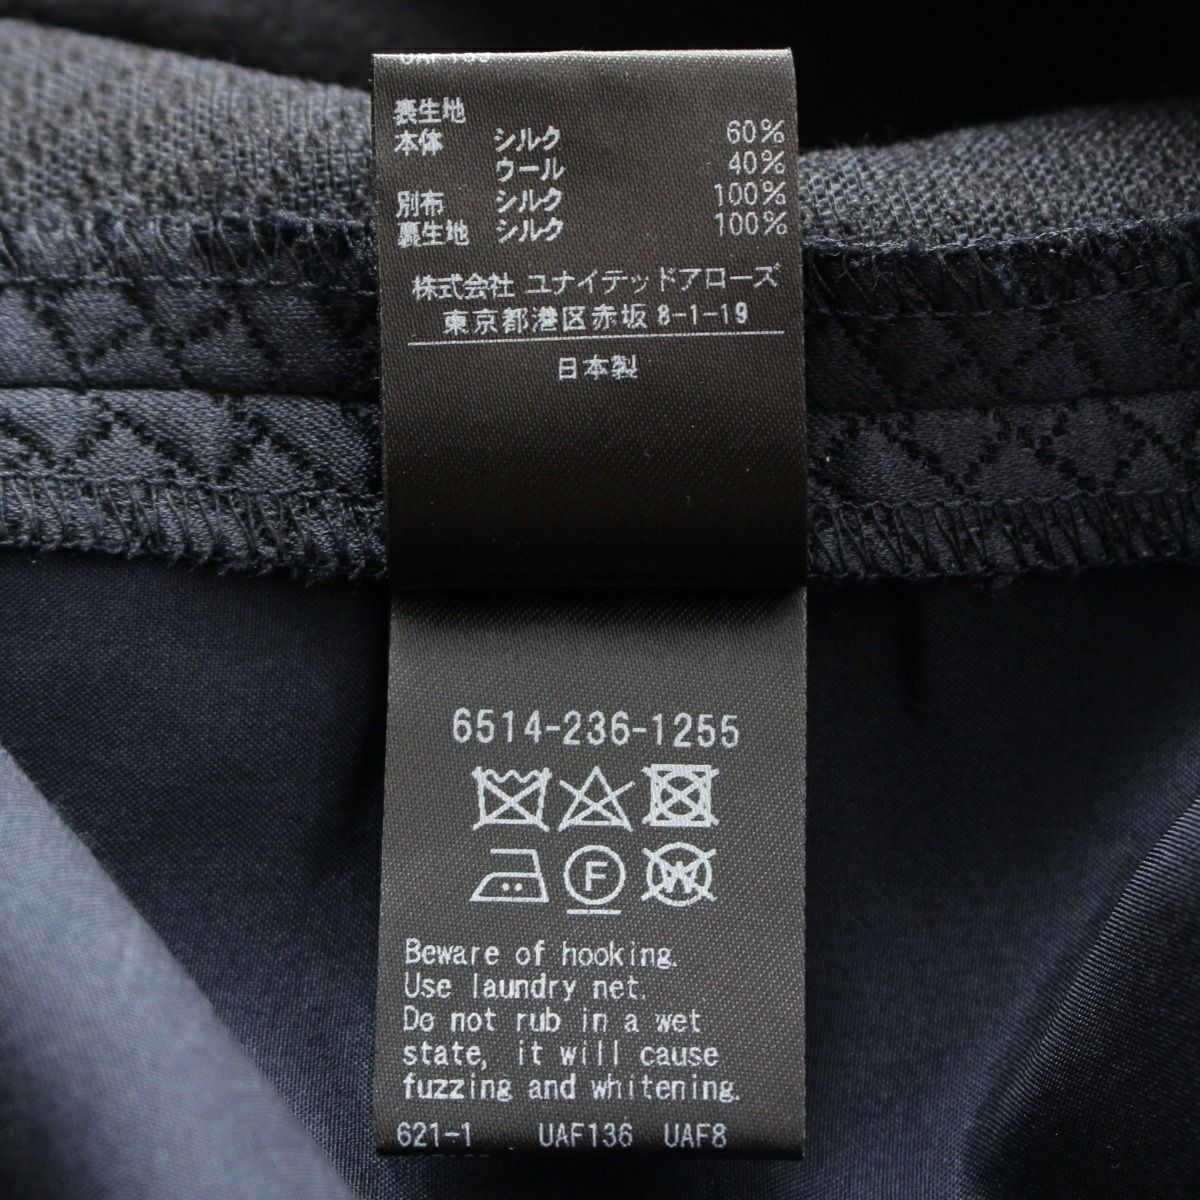 表生地
本体 シルク 60%
ウール 40%
別布 シルク 100%
裏生地 シルク 100%
株式会社 ユナイテッドアローズ
東京都港区赤坂 8-1-19
日本製
6514-236-1255
F W
Beware of hooking.
Use laundry net.
Do not rub in a wet
state, it will cause
fuzzing and whitening.
621-1 UAF136 UAF8